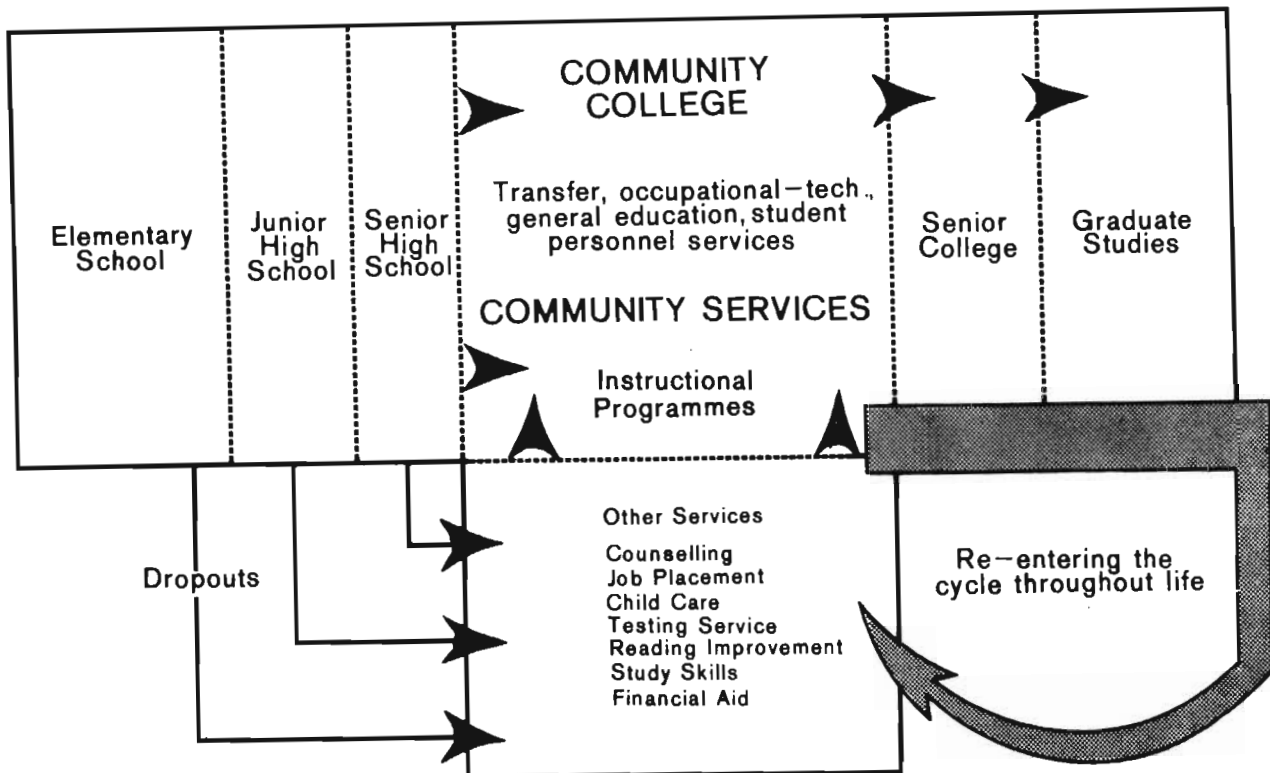 COMMUNITY
COLLEGE
Transfer, occupational-tech.,
general education, student
personnel services
Elementary
School
Junior
High
School
Senior
High
School
Senior
College
Graduate
Studies
COMMUNITY SERVICES
Instructional
Programmes
Dropouts
Other Services
Counselling
Job Placement
Child Care
Testing Service
Reading Improvement
Study Skills
Financial Aid
Re-entering the
cycle throughout life